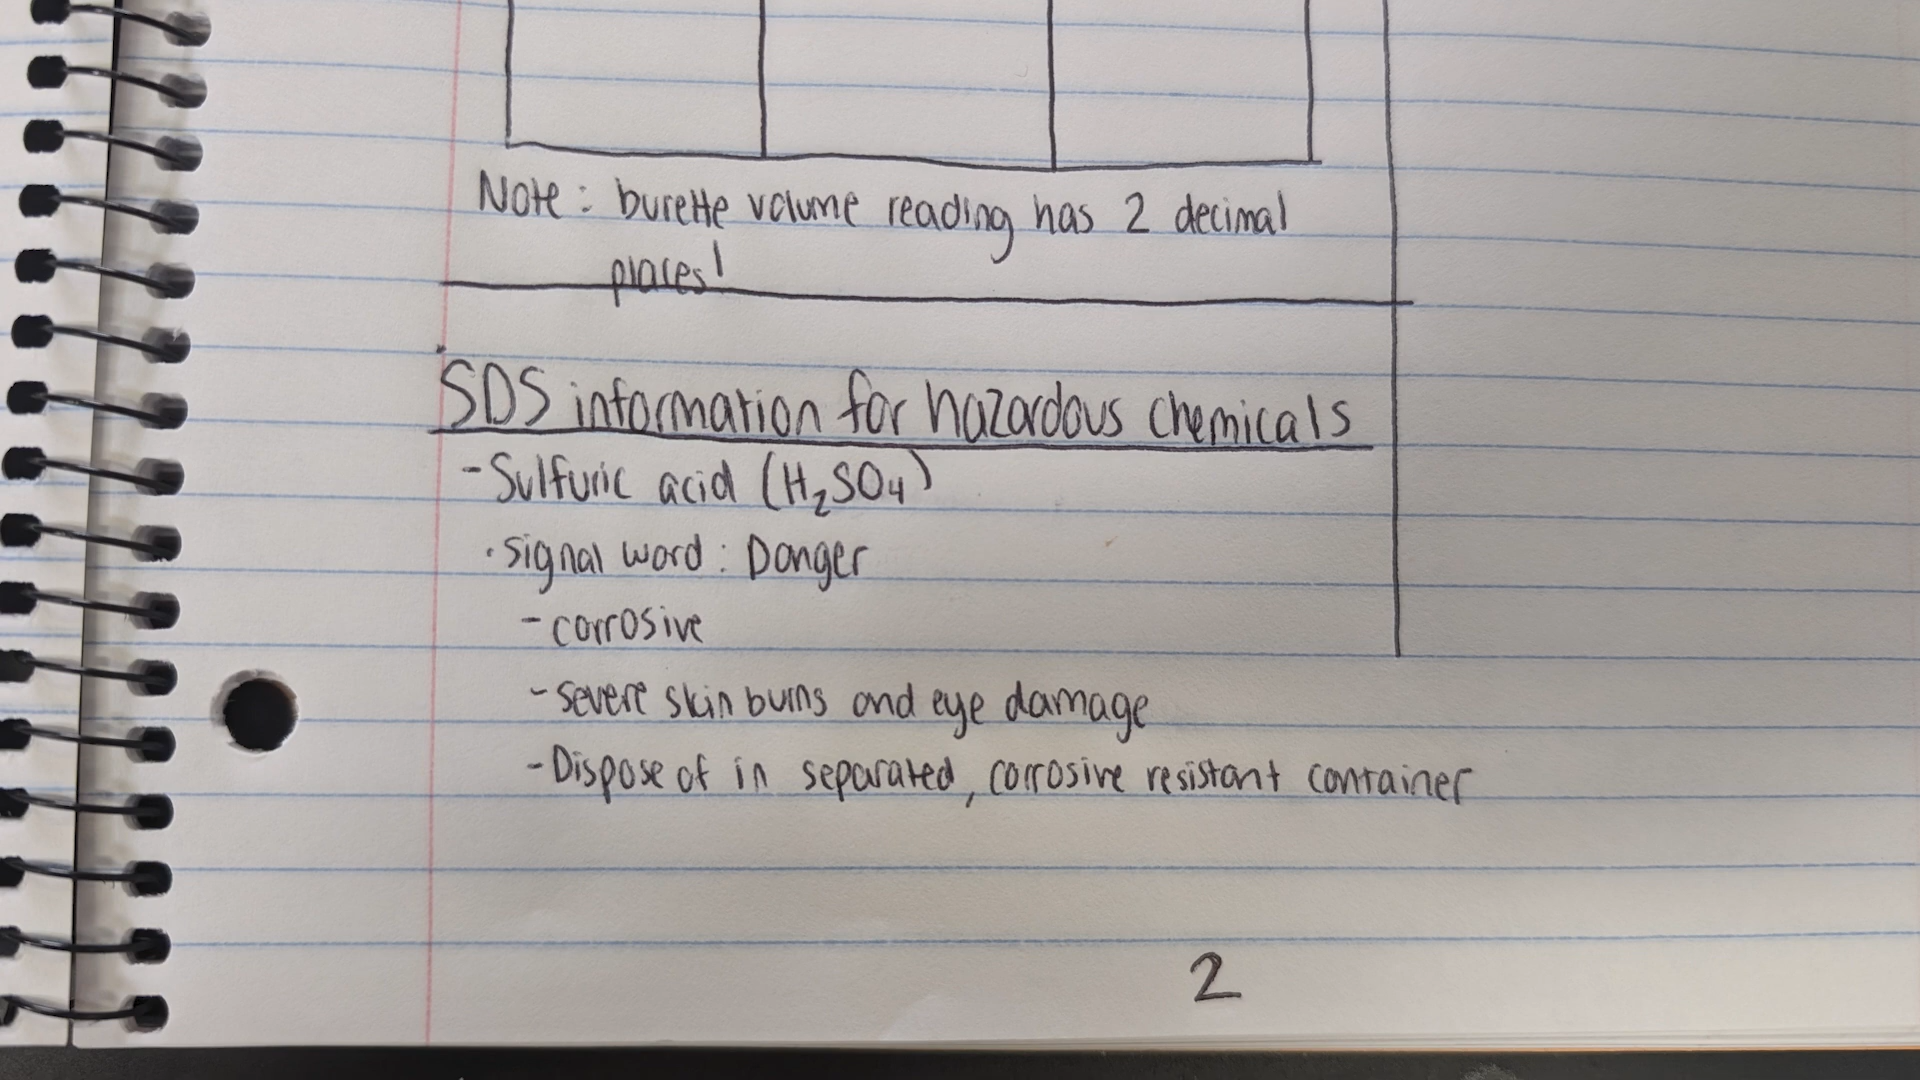 Note: burette volume reading has 2 decimal
places!
SDS information for hazardous chemicals
- Sulfuric acid (H₂SO₄)
· signal word: Danger
- corrosive
- severe skin burns and eye damage
- Dispose of in separated, corrosive resistant container
2